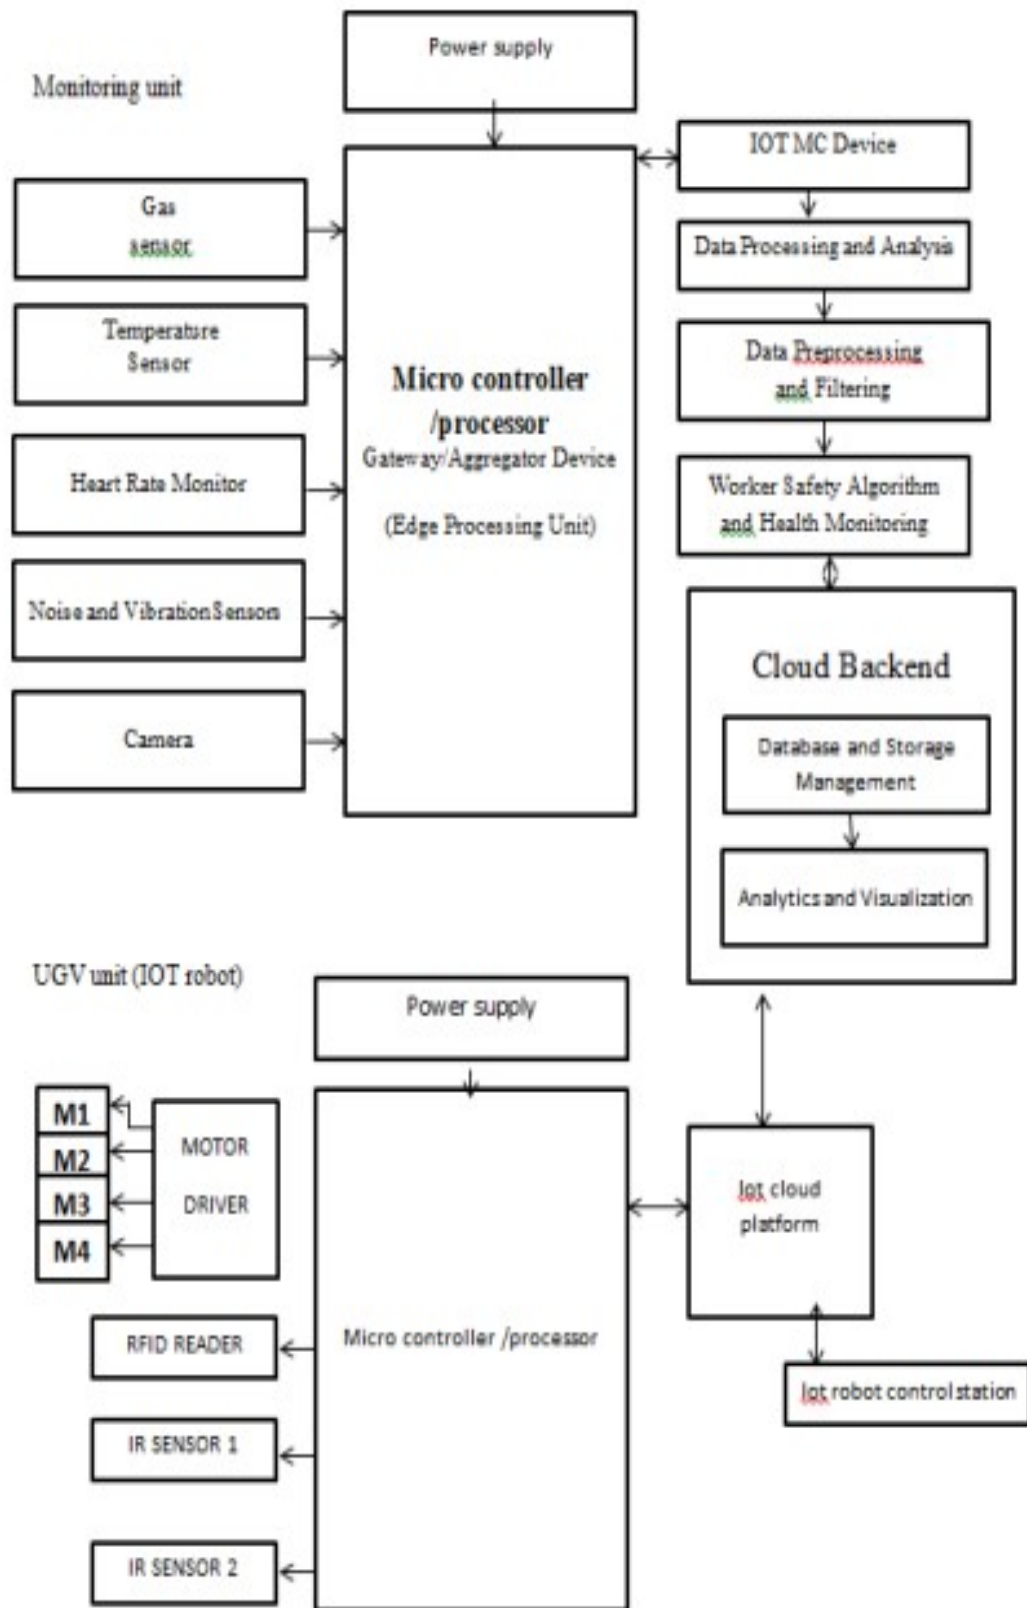 Power supply
Monitoring unit
IOT MC Device
Gas
sensor
Data Processing and Analysis
Temperature
Sensor
Data Preprocessing
and Filtering
Micro controller
/processor
Gateway/Aggregator Device
(Edge Processing Unit)
Heart Rate Monitor
Worker Safety Algorithm
and Health Monitoring
Noise and Vibration Sensors
Cloud Backend
Camera
Database and Storage
Management
Analytics and Visualization
UGV unit (IOT robot)
Power supply
M1
M2
M3
M4
MOTOR
DRIVER
Iot cloud
platform
RFID READER
Micro controller /processor
Iot robot control station
IR SENSOR 1
IR SENSOR 2